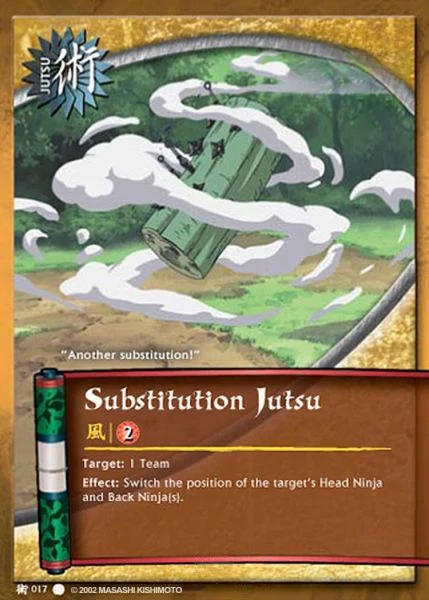 JUTSU 術
"Another substitution!"
Substitution Jutsu
風 | 2
Target: 1 Team
Effect: Switch the position of the target's Head Ninja
and Back Ninja(s).
術 017 © 2002 MASASHI KISHIMOTO